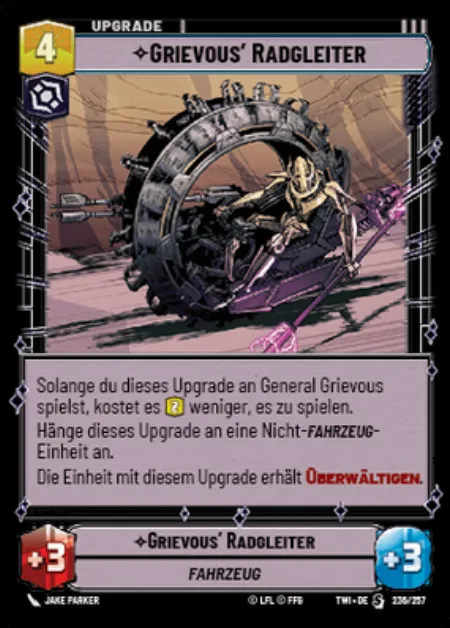 UPGRADE
4
GRIEVOUS' RADGLEITER
Solange du dieses Upgrade an General Grievous
spielst, kostet es 2 weniger, es zu spielen.
Hänge dieses Upgrade an eine Nicht-FAHRZEUG-
Einheit an.
Die Einheit mit diesem Upgrade erhält ÜBERWÄLTIGEN.
+3
GRIEVOUS' RADGLEITER
+3
FAHRZEUG
JAKE PARKER
© LFL © FFG
TWI • DE
236/257